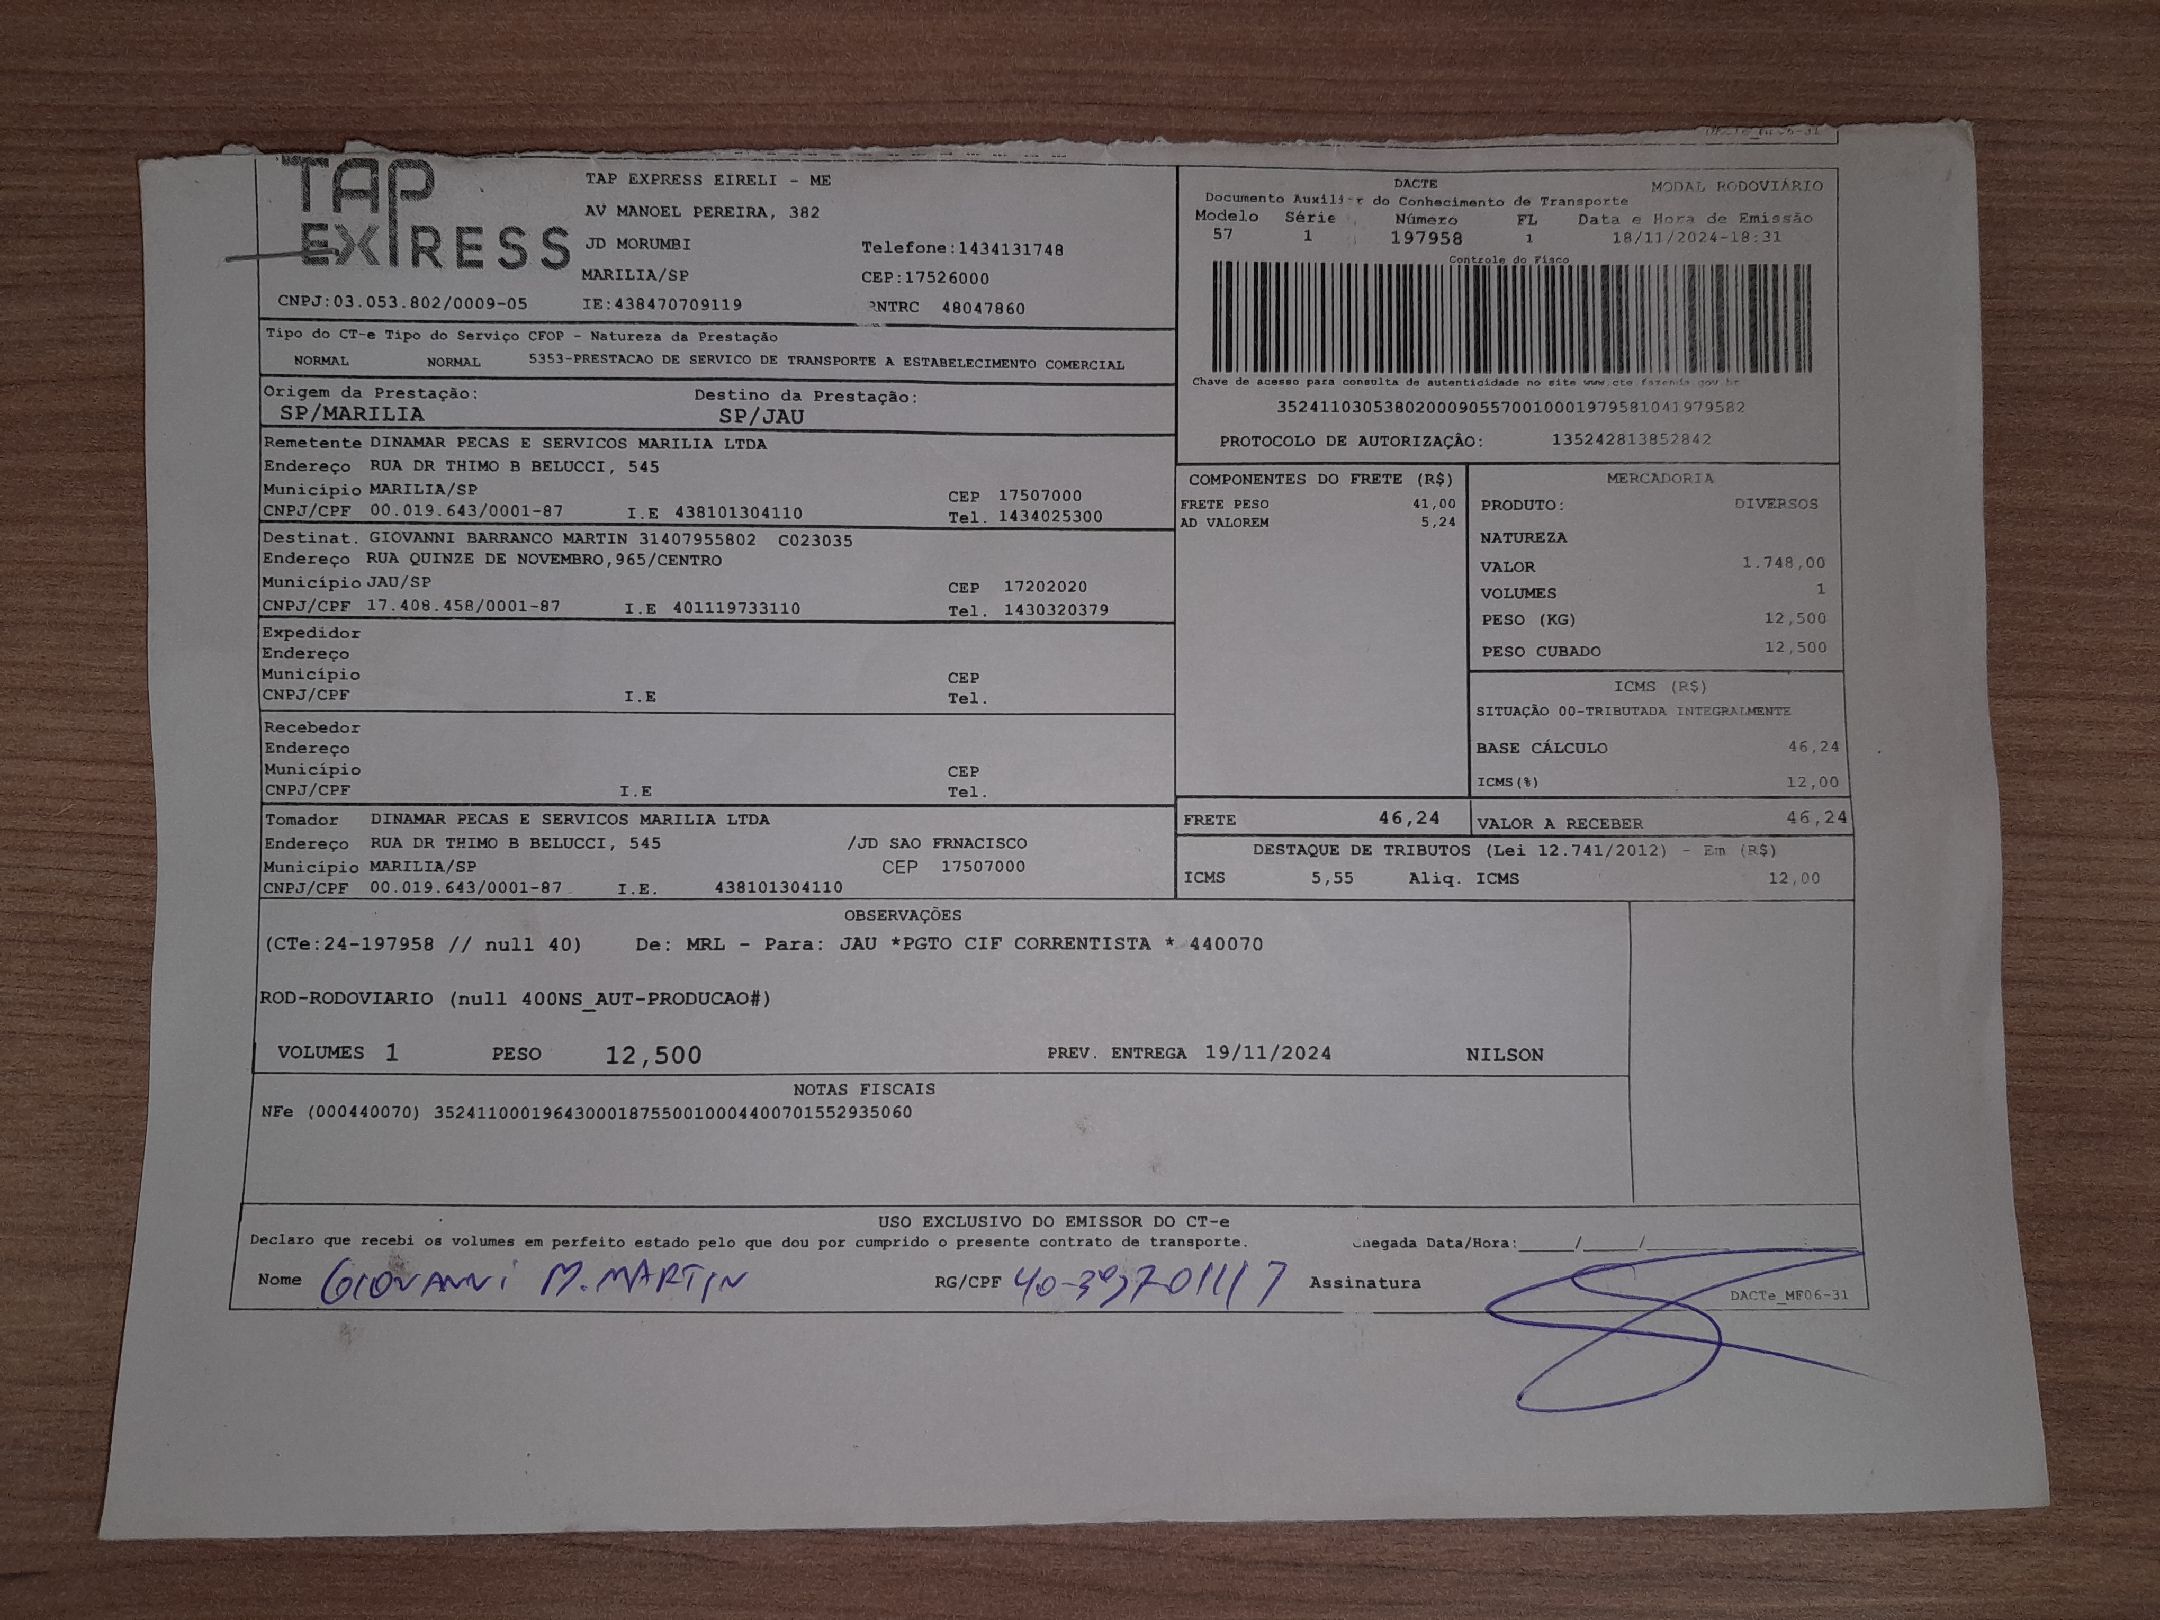 DACTe_MF06-31
TAP
EXPRESS
TAP EXPRESS EIRELI - ME
AV MANOEL PEREIRA, 382
JD MORUMBI
Telefone:1434131748
MARILIA/SP
CEP:17526000
CNPJ:03.053.802/0009-05 IE:438470709119 RNTRC 48047860
DACTE MODAL RODOVIÁRIO
Documento Auxiliar do Conhecimento de Transporte
Modelo Série Número FL Data e Hora de Emissão
57 1 197958 1 18/11/2024-18:31
Controle do Fisco
Chave de acesso para consulta de autenticidade no site www.cte.fazenda.gov.br
35241103053802000905570010001979581041979582
PROTOCOLO DE AUTORIZAÇÃO: 135242813852842
Tipo do CT-e Tipo do Serviço CFOP - Natureza da Prestação
NORMAL NORMAL 5353-PRESTACAO DE SERVICO DE TRANSPORTE A ESTABELECIMENTO COMERCIAL
Origem da Prestação: Destino da Prestação:
SP/MARILIA SP/JAU
Remetente DINAMAR PECAS E SERVICOS MARILIA LTDA
Endereço RUA DR THIMO B BELUCCI, 545
Município MARILIA/SP CEP 17507000
CNPJ/CPF 00.019.643/0001-87 I.E 438101304110 Tel. 1434025300
Destinat. GIOVANNI BARRANCO MARTIN 31407955802 C023035
Endereço RUA QUINZE DE NOVEMBRO,965/CENTRO
Município JAU/SP CEP 17202020
CNPJ/CPF 17.408.458/0001-87 I.E 401119733110 Tel. 1430320379
Expedidor
Endereço
Município CEP
CNPJ/CPF I.E Tel.
Recebedor
Endereço
Município CEP
CNPJ/CPF I.E Tel.
Tomador DINAMAR PECAS E SERVICOS MARILIA LTDA
Endereço RUA DR THIMO B BELUCCI, 545 /JD SAO FRNACISCO
Município MARILIA/SP CEP 17507000
CNPJ/CPF 00.019.643/0001-87 I.E. 438101304110
COMPONENTES DO FRETE (R$)
FRETE PESO 41,00
AD VALOREM 5,24
MERCADORIA
PRODUTO: DIVERSOS
NATUREZA
VALOR 1.748,00
VOLUMES 1
PESO (KG) 12,500
PESO CUBADO 12,500
ICMS (R$)
SITUAÇÃO 00-TRIBUTADA INTEGRALMENTE
BASE CÁLCULO 46,24
ICMS(%) 12,00
FRETE 46,24 VALOR A RECEBER 46,24
DESTAQUE DE TRIBUTOS (Lei 12.741/2012) - Em (R$)
ICMS 5,55 Aliq. ICMS 12,00
OBSERVAÇÕES
(CTe:24-197958 // null 40) De: MRL - Para: JAU *PGTO CIF CORRENTISTA * 440070
ROD-RODOVIARIO (null 400NS_AUT-PRODUCAO#)
VOLUMES 1 PESO 12,500 PREV. ENTREGA 19/11/2024 NILSON
NOTAS FISCAIS
NFe (000440070) 35241100019643000187550010004400701552935060
USO EXCLUSIVO DO EMISSOR DO CT-e
Declaro que recebi os volumes em perfeito estado pelo que dou por cumprido o presente contrato de transporte. Chegada Data/Hora:____/____/____
Nome GIOVANNi M. MARTIN RG/CPF Assinatura
DACTe_MF06-31